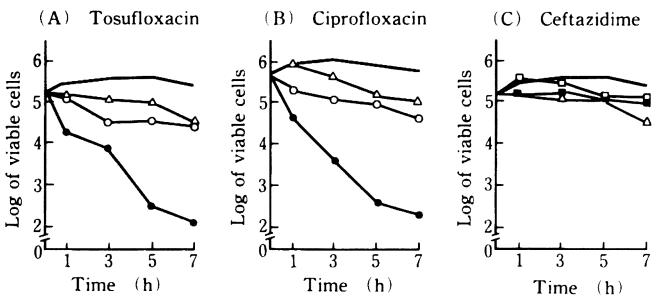 (A) Tosufloxacin
Log of viable cells
6
5
4
3
2
0
1 3 5 7
Time (h)
(B) Ciprofloxacin
Log of viable cells
6
5
4
3
2
0
1 3 5 7
Time (h)
(C) Ceftazidime
Log of viable cells
6
5
4
3
2
0
1 3 5 7
Time (h)